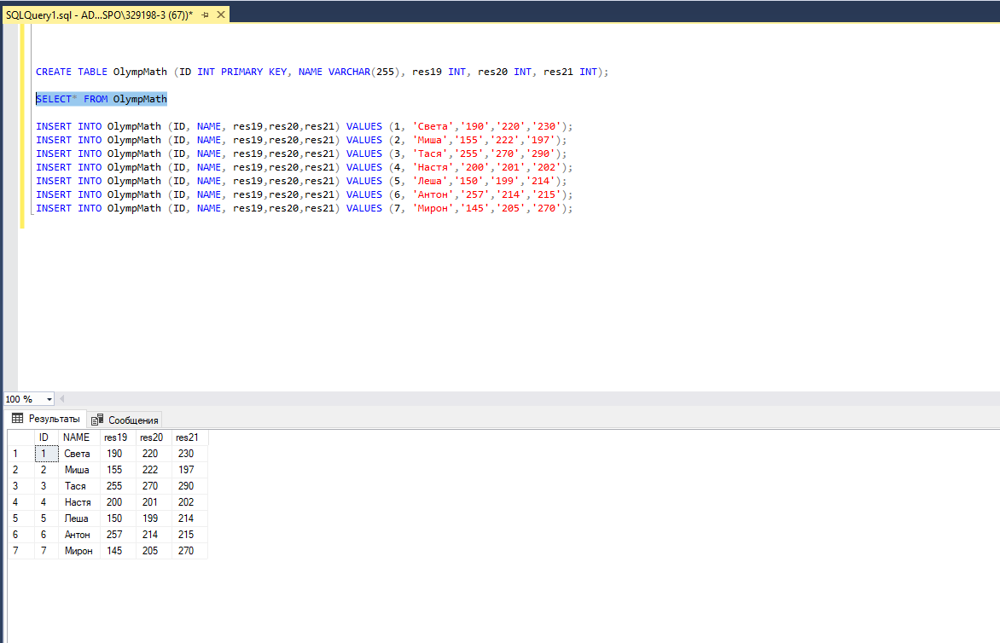 SQLQuery1.sql - AD...SPO\329198-3 (67))*
CREATE TABLE OlympMath (ID INT PRIMARY KEY, NAME VARCHAR(255), res19 INT, res20 INT, res21 INT);
SELECT* FROM OlympMath
INSERT INTO OlympMath (ID, NAME, res19,res20,res21) VALUES (1, 'Света','190','220','230');
INSERT INTO OlympMath (ID, NAME, res19,res20,res21) VALUES (2, 'Миша','155','222','197');
INSERT INTO OlympMath (ID, NAME, res19,res20,res21) VALUES (3, 'Тася','255','270','290');
INSERT INTO OlympMath (ID, NAME, res19,res20,res21) VALUES (4, 'Настя','200','201','202');
INSERT INTO OlympMath (ID, NAME, res19,res20,res21) VALUES (5, 'Леша','150','199','214');
INSERT INTO OlympMath (ID, NAME, res19,res20,res21) VALUES (6, 'Антон','257','214','215');
INSERT INTO OlympMath (ID, NAME, res19,res20,res21) VALUES (7, 'Мирон','145','205','270');
100 %
Результаты Сообщения
ID NAME res19 res20 res21
1 1 Света 190 220 230
2 2 Миша 155 222 197
3 3 Тася 255 270 290
4 4 Настя 200 201 202
5 5 Леша 150 199 214
6 6 Антон 257 214 215
7 7 Мирон 145 205 270